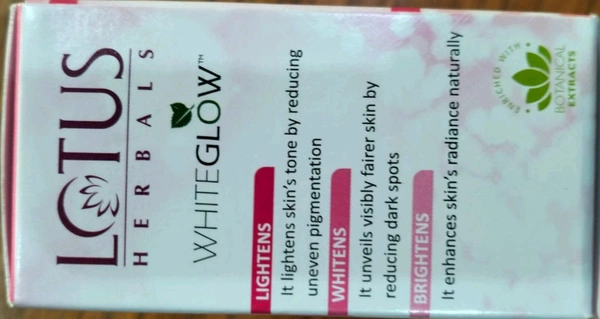 LOTUS
HERBALS
WHITEGLOW™
LIGHTENS
It lightens skin's tone by reducing
uneven pigmentation
WHITENS
It unveils visibly fairer skin by
reducing dark spots
BRIGHTENS
It enhances skin's radiance naturally
ENRICHED WITH
BOTANICAL
EXTRACTS